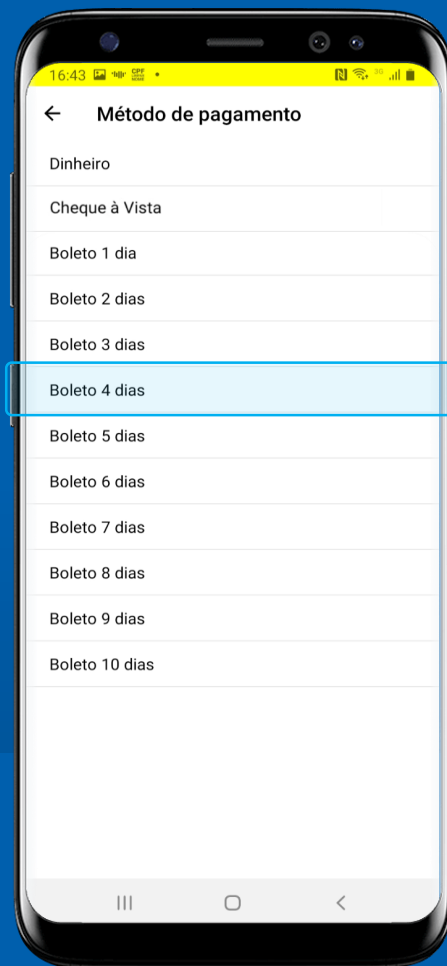 16:43 CPF
3G
Método de pagamento
Dinheiro
Cheque à Vista
Boleto 1 dia
Boleto 2 dias
Boleto 3 dias
Boleto 4 dias
Boleto 5 dias
Boleto 6 dias
Boleto 7 dias
Boleto 8 dias
Boleto 9 dias
Boleto 10 dias